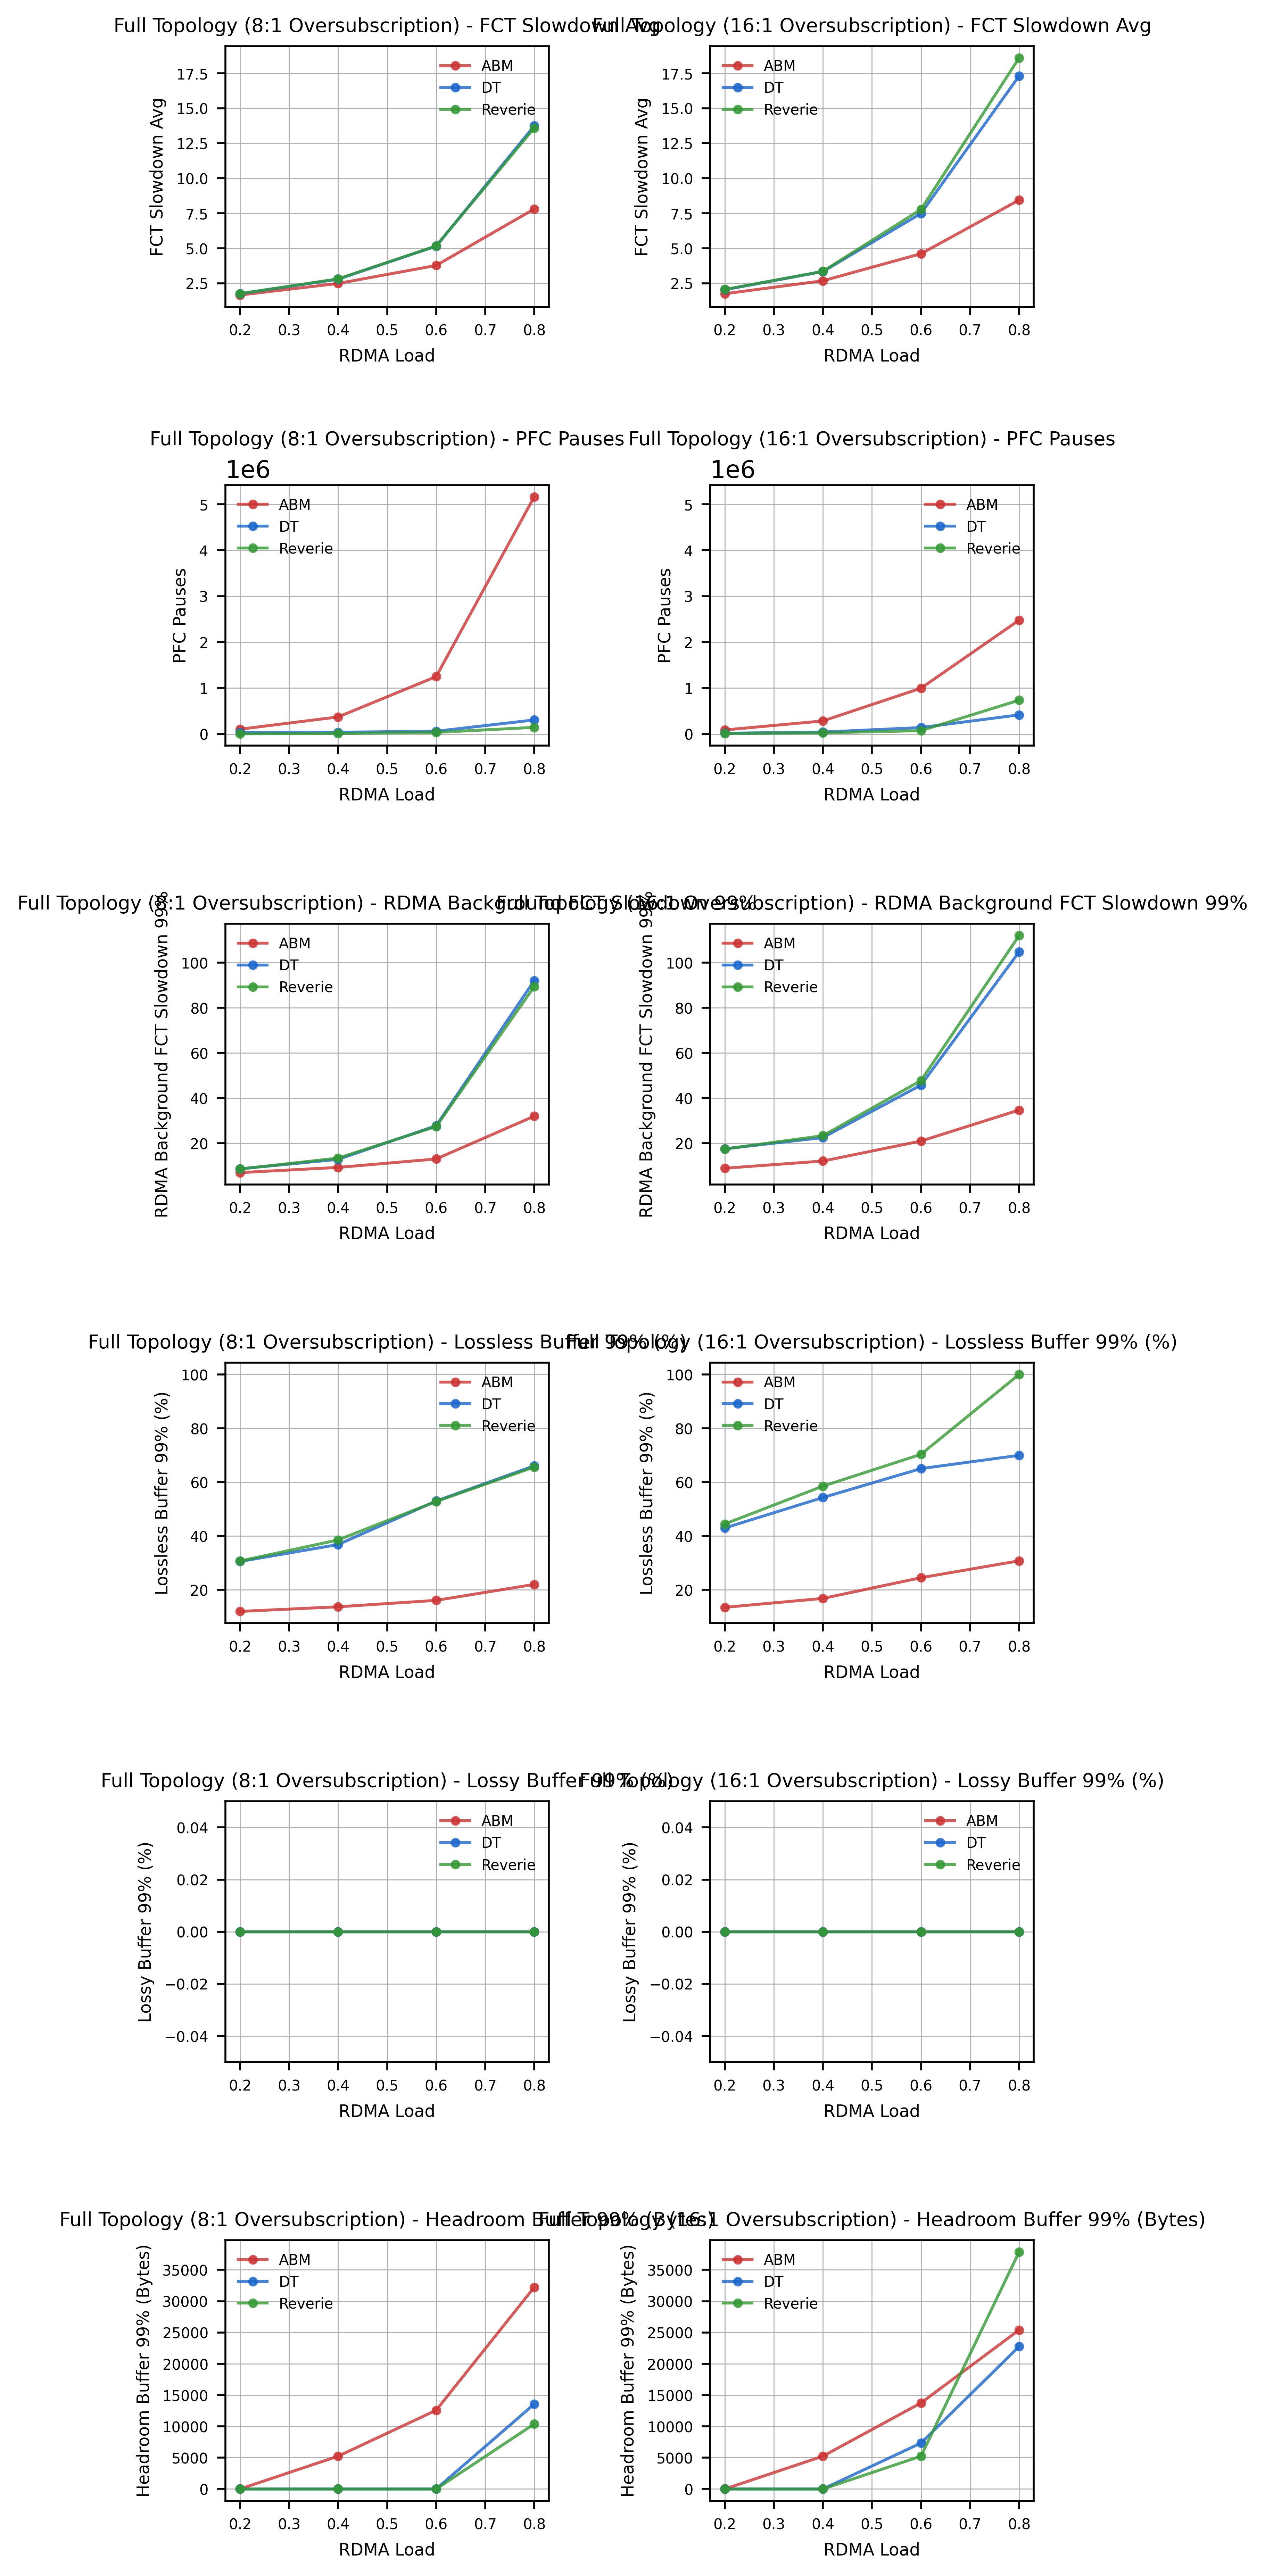 Full Topology (8:1 Oversubscription) - FCT Slowdown Avg
Full Topology (16:1 Oversubscription) - FCT Slowdown Avg
FCT Slowdown Avg
17.5
15.0
12.5
10.0
7.5
5.0
2.5
ABM
DT
Reverie
0.2 0.3 0.4 0.5 0.6 0.7 0.8
RDMA Load
FCT Slowdown Avg
17.5
15.0
12.5
10.0
7.5
5.0
2.5
ABM
DT
Reverie
0.2 0.3 0.4 0.5 0.6 0.7 0.8
RDMA Load
Full Topology (8:1 Oversubscription) - PFC Pauses
Full Topology (16:1 Oversubscription) - PFC Pauses
1e6
PFC Pauses
5
4
3
2
1
0
ABM
DT
Reverie
0.2 0.3 0.4 0.5 0.6 0.7 0.8
RDMA Load
1e6
PFC Pauses
5
4
3
2
1
0
ABM
DT
Reverie
0.2 0.3 0.4 0.5 0.6 0.7 0.8
RDMA Load
Full Topology (8:1 Oversubscription) - RDMA Background FCT Slowdown 99%
Full Topology (16:1 Oversubscription) - RDMA Background FCT Slowdown 99%
RDMA Background FCT Slowdown 99%
100
80
60
40
20
ABM
DT
Reverie
0.2 0.3 0.4 0.5 0.6 0.7 0.8
RDMA Load
RDMA Background FCT Slowdown 99%
100
80
60
40
20
ABM
DT
Reverie
0.2 0.3 0.4 0.5 0.6 0.7 0.8
RDMA Load
Full Topology (8:1 Oversubscription) - Lossless Buffer 99% (%)
Full Topology (16:1 Oversubscription) - Lossless Buffer 99% (%)
Lossless Buffer 99% (%)
100
80
60
40
20
ABM
DT
Reverie
0.2 0.3 0.4 0.5 0.6 0.7 0.8
RDMA Load
Lossless Buffer 99% (%)
100
80
60
40
20
ABM
DT
Reverie
0.2 0.3 0.4 0.5 0.6 0.7 0.8
RDMA Load
Full Topology (8:1 Oversubscription) - Lossy Buffer 99% (%)
Full Topology (16:1 Oversubscription) - Lossy Buffer 99% (%)
Lossy Buffer 99% (%)
0.04
0.02
0.00
−0.02
−0.04
ABM
DT
Reverie
0.2 0.3 0.4 0.5 0.6 0.7 0.8
RDMA Load
Lossy Buffer 99% (%)
0.04
0.02
0.00
−0.02
−0.04
ABM
DT
Reverie
0.2 0.3 0.4 0.5 0.6 0.7 0.8
RDMA Load
Full Topology (8:1 Oversubscription) - Headroom Buffer 99% (Bytes)
Full Topology (16:1 Oversubscription) - Headroom Buffer 99% (Bytes)
Headroom Buffer 99% (Bytes)
35000
30000
25000
20000
15000
10000
5000
0
ABM
DT
Reverie
0.2 0.3 0.4 0.5 0.6 0.7 0.8
RDMA Load
Headroom Buffer 99% (Bytes)
35000
30000
25000
20000
15000
10000
5000
0
ABM
DT
Reverie
0.2 0.3 0.4 0.5 0.6 0.7 0.8
RDMA Load